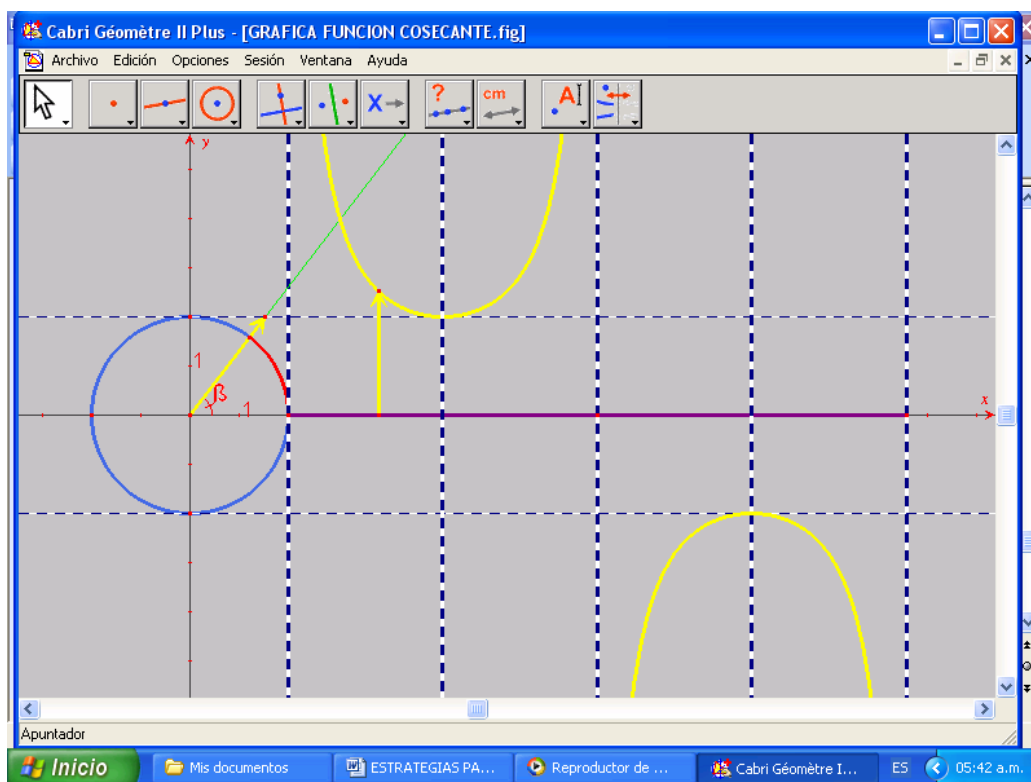 Cabri Géomètre II Plus - [GRAFICA FUNCION COSECANTE.fig]
Archivo Edición Opciones Sesión Ventana Ayuda
? cm A
y
1
β
1
x
Apuntador
Inicio Mis documentos ESTRATEGIAS PA... Reproductor de ... Cabri Géomètre I... ES 05:42 a.m.